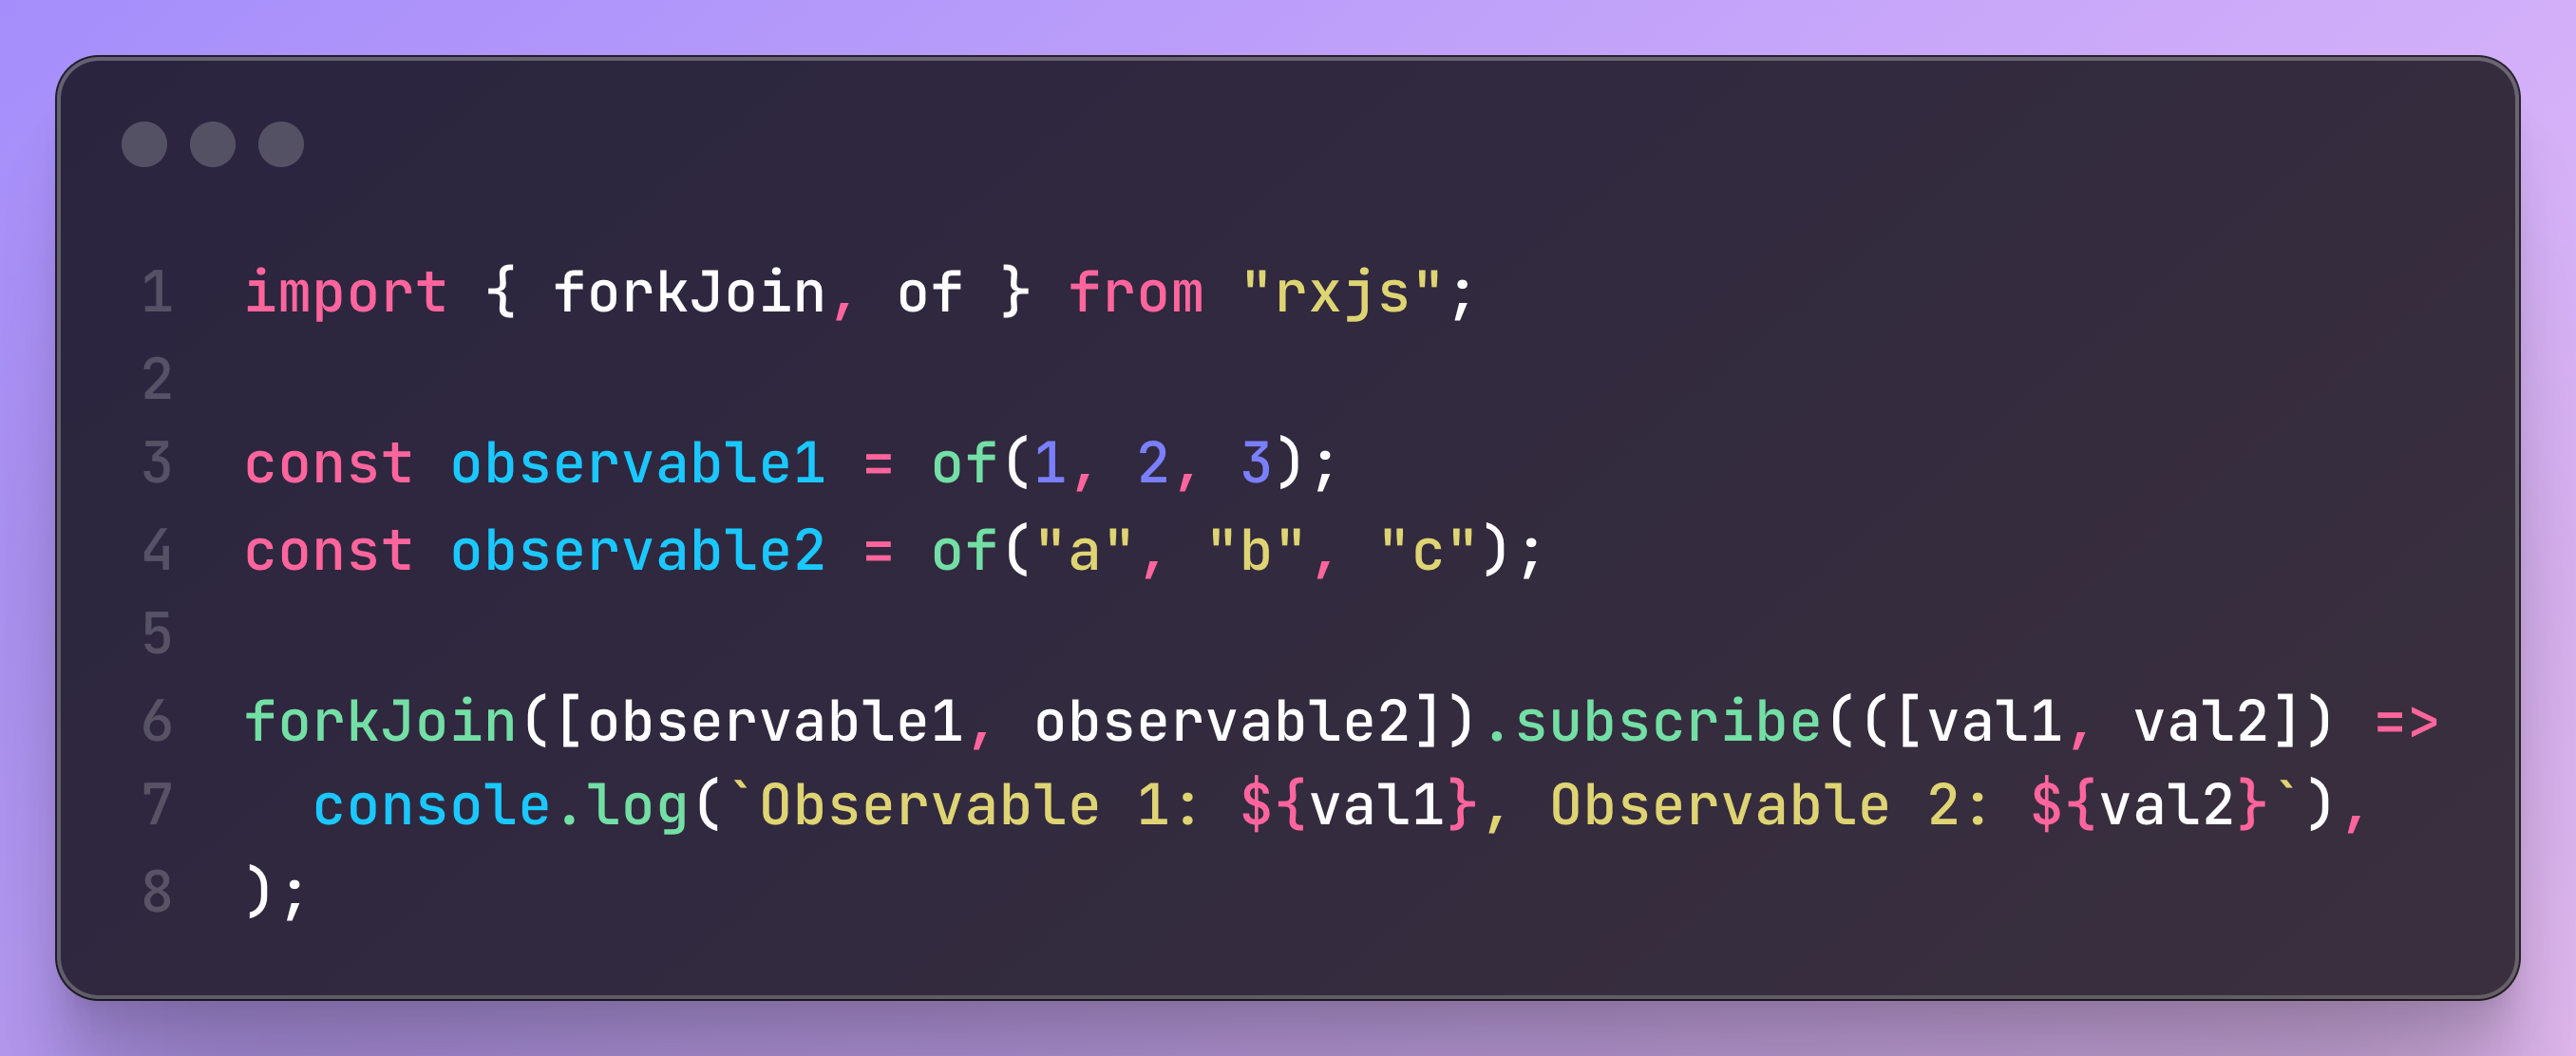 1 import { forkJoin, of } from "rxjs";
2
3 const observable1 = of(1, 2, 3);
4 const observable2 = of("a", "b", "c");
5
6 forkJoin([observable1, observable2]).subscribe(([val1, val2]) =>
7   console.log(`Observable 1: ${val1}, Observable 2: ${val2}`),
8 );